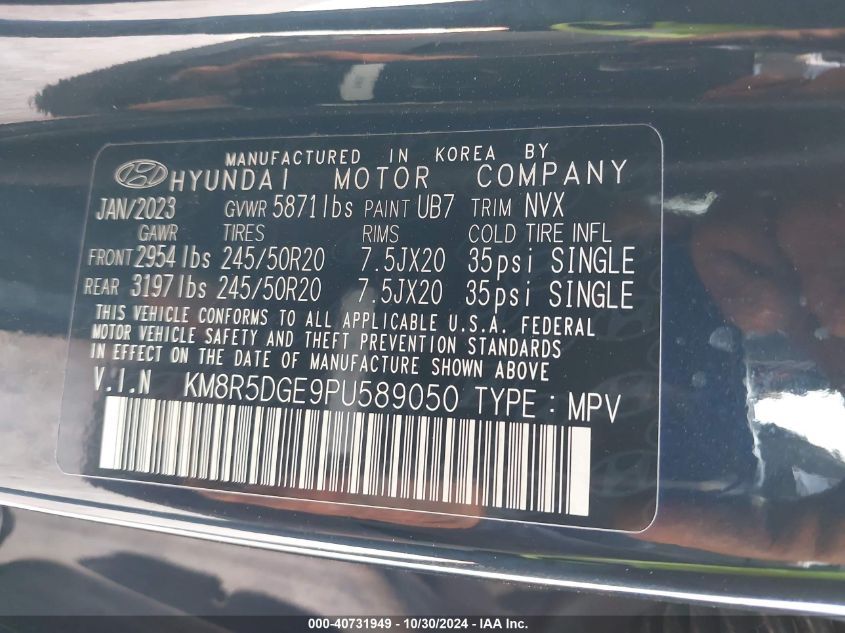 MANUFACTURED IN KOREA BY
HYUNDAI MOTOR COMPANY
JAN/2023 GVWR 5871lbs PAINT UB7 TRIM NVX
GAWR TIRES RIMS COLD TIRE INFL
FRONT 2954lbs 245/50R20 7.5JX20 35psi SINGLE
REAR 3197lbs 245/50R20 7.5JX20 35psi SINGLE
THIS VEHICLE CONFORMS TO ALL APPLICABLE U.S.A. FEDERAL
MOTOR VEHICLE SAFETY AND THEFT PREVENTION STANDARDS
IN EFFECT ON THE DATE OF MANUFACTURE SHOWN ABOVE
V.I.N KM8R5DGE9PU589050 TYPE : MPV
000-40731949 - 10/30/2024 - IAA Inc.